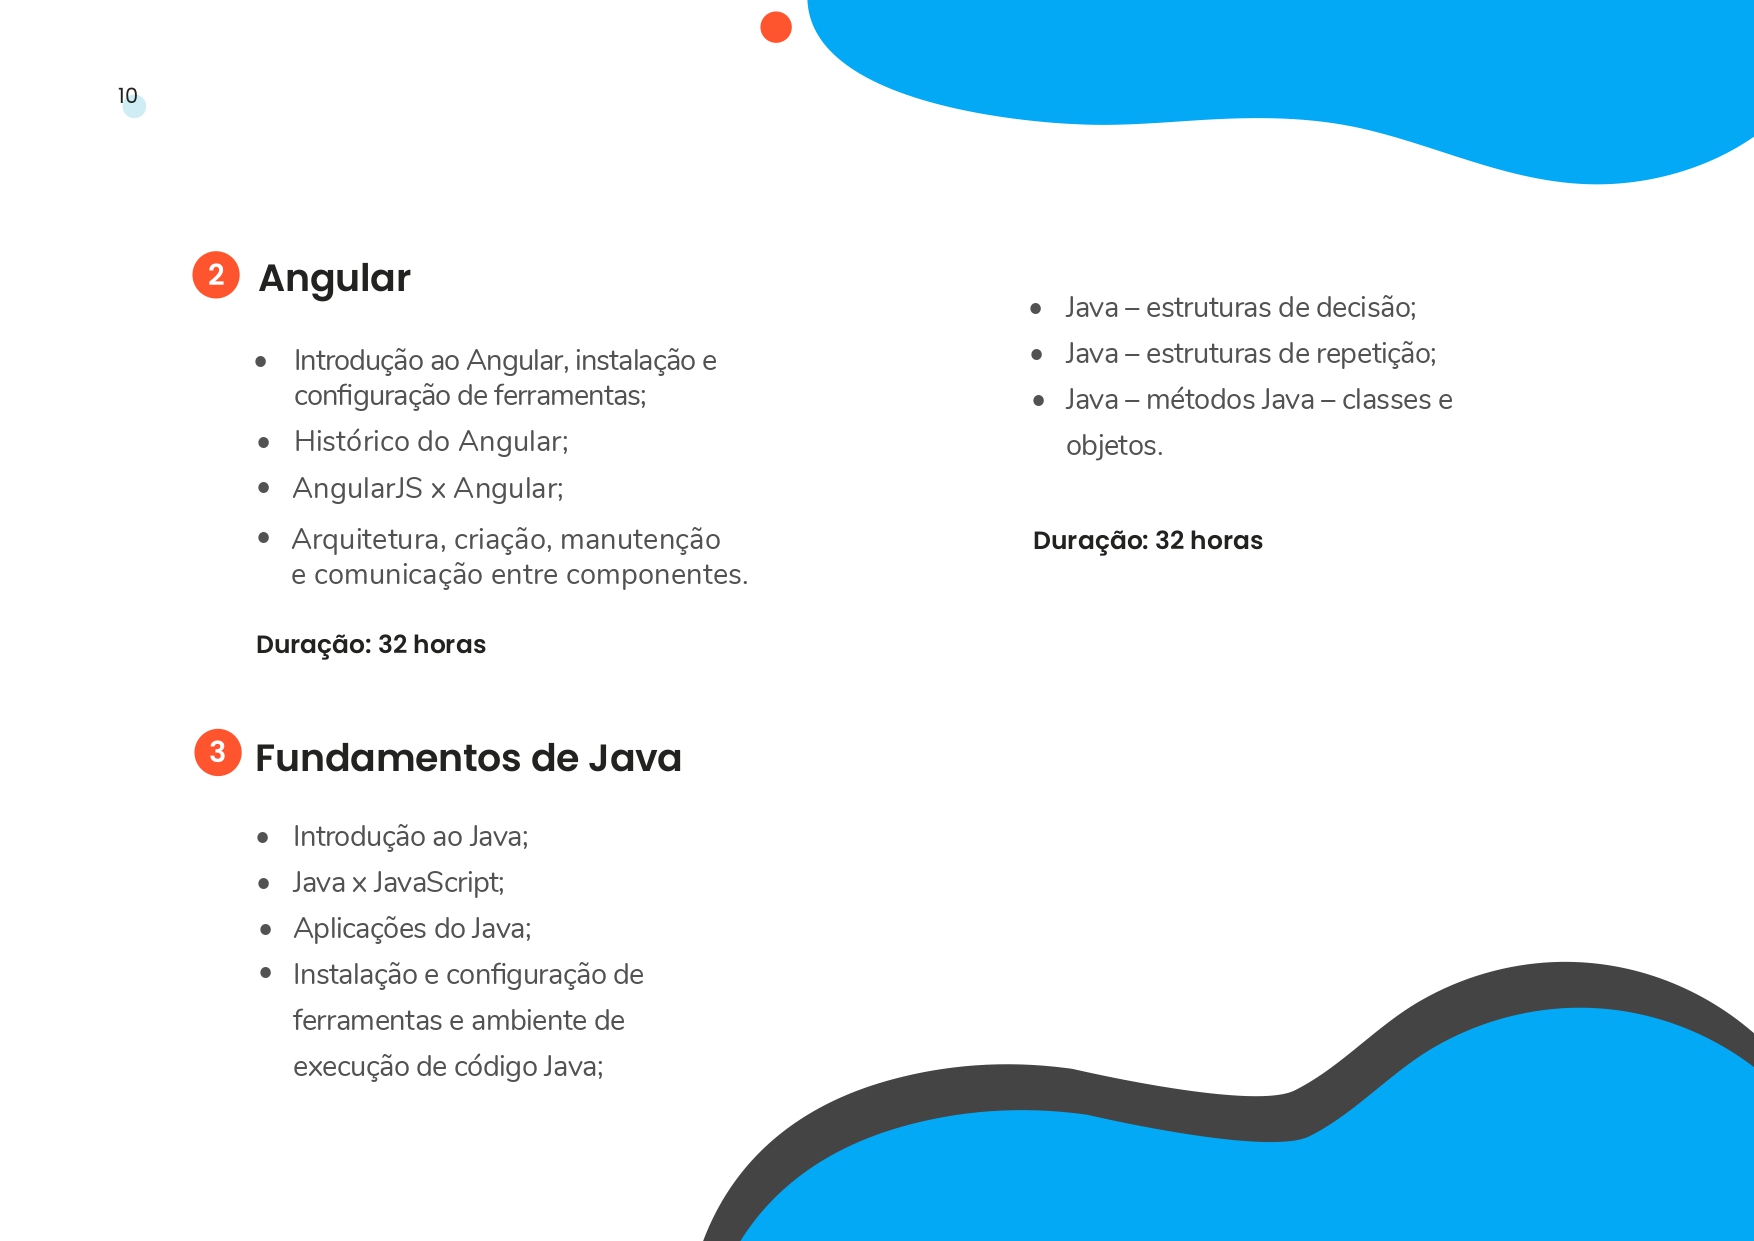 10
2 Angular
• Introdução ao Angular, instalação e
configuração de ferramentas;
• Histórico do Angular;
• AngularJS x Angular;
• Arquitetura, criação, manutenção
e comunicação entre componentes.
Duração: 32 horas
3 Fundamentos de Java
• Introdução ao Java;
• Java x JavaScript;
• Aplicações do Java;
• Instalação e configuração de
ferramentas e ambiente de
execução de código Java;
• Java – estruturas de decisão;
• Java – estruturas de repetição;
• Java – métodos Java – classes e
objetos.
Duração: 32 horas